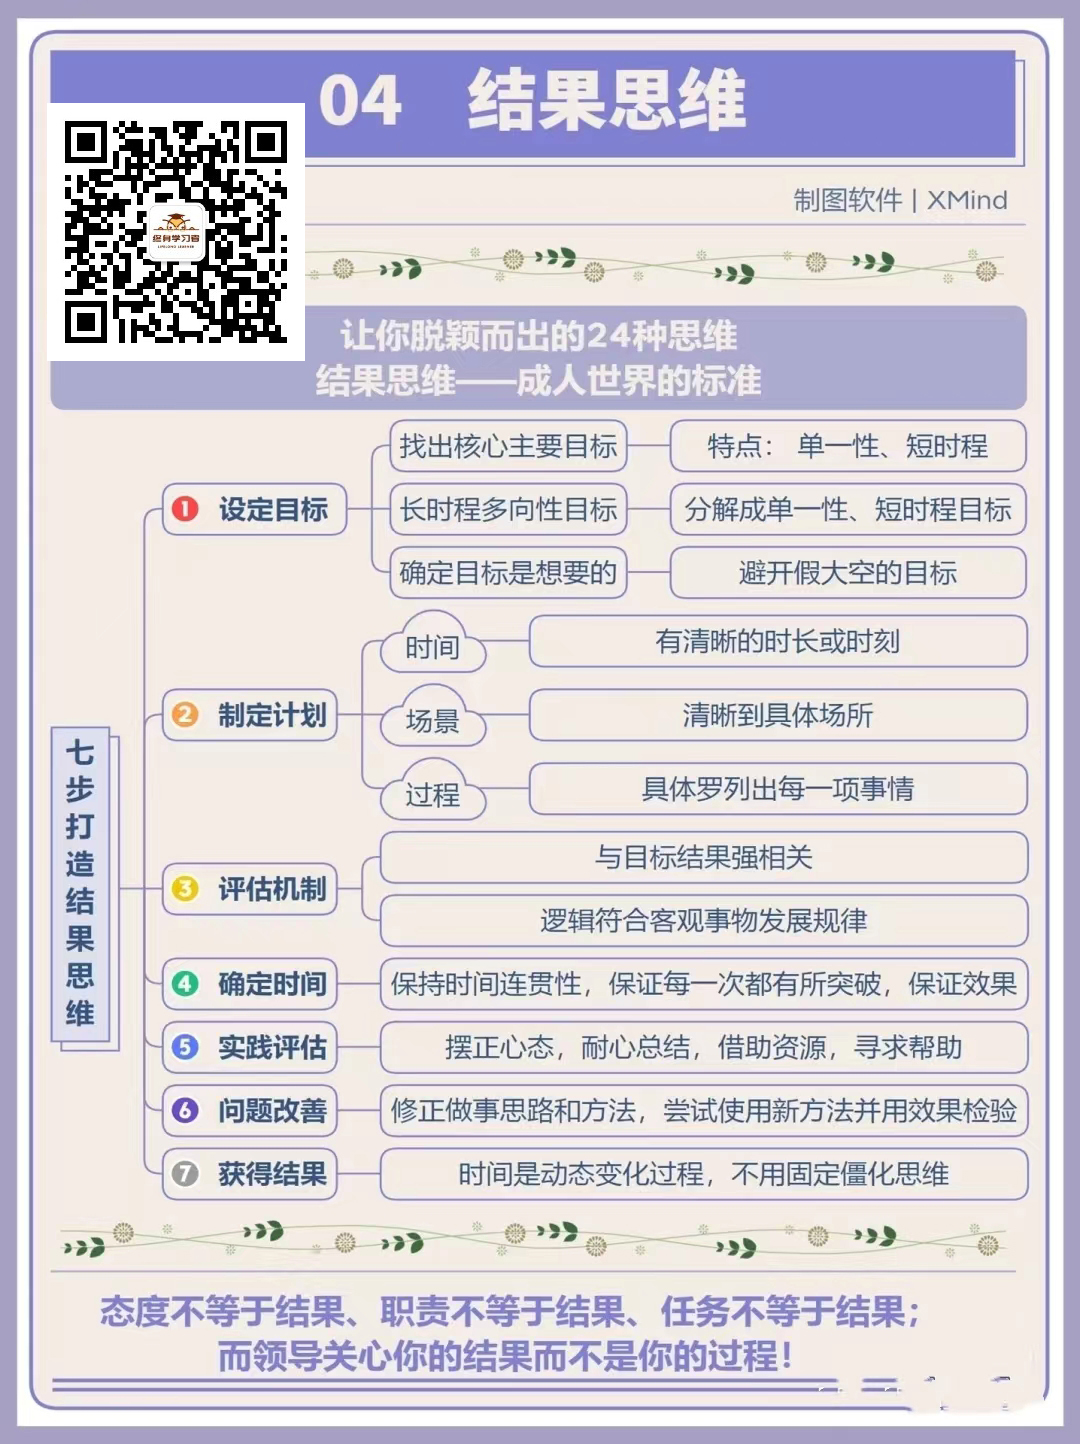 04 结果思维
终身学习者
LIFELONG LEARNER
制图软件 | XMind
让你脱颖而出的24种思维
结果思维——成人世界的标准
七步打造结果思维
1 设定目标
找出核心主要目标
特点： 单一性、短时程
长时程多向性目标
分解成单一性、短时程目标
确定目标是想要的
避开假大空的目标
2 制定计划
时间
有清晰的时长或时刻
场景
清晰到具体场所
过程
具体罗列出每一项事情
3 评估机制
与目标结果强相关
逻辑符合客观事物发展规律
4 确定时间
保持时间连贯性，保证每一次都有所突破，保证效果
5 实践评估
摆正心态，耐心总结，借助资源，寻求帮助
6 问题改善
修正做事思路和方法，尝试使用新方法并用效果检验
7 获得结果
时间是动态变化过程，不用固定僵化思维
态度不等于结果、职责不等于结果、任务不等于结果；
而领导关心你的结果而不是你的过程！